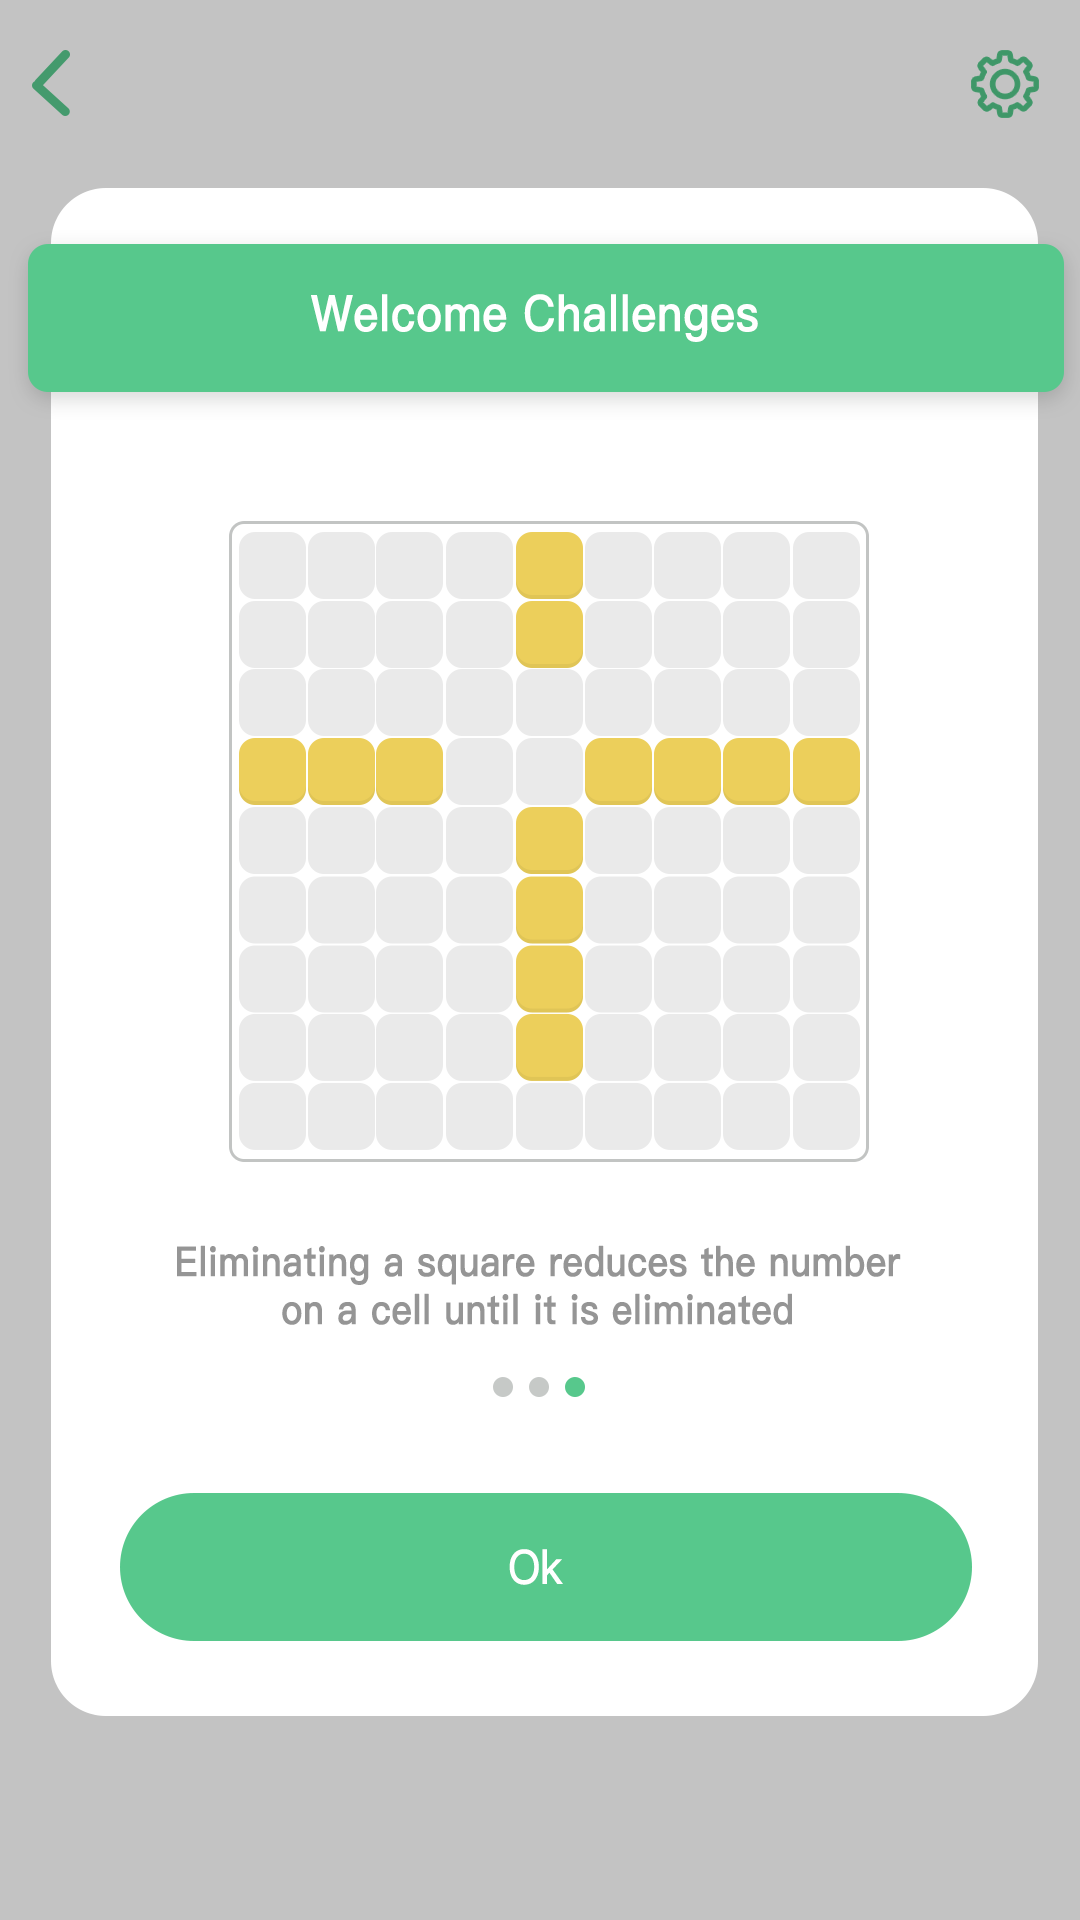 Welcome Challenges
Eliminating a square reduces the number
on a cell until it is eliminated
Ok